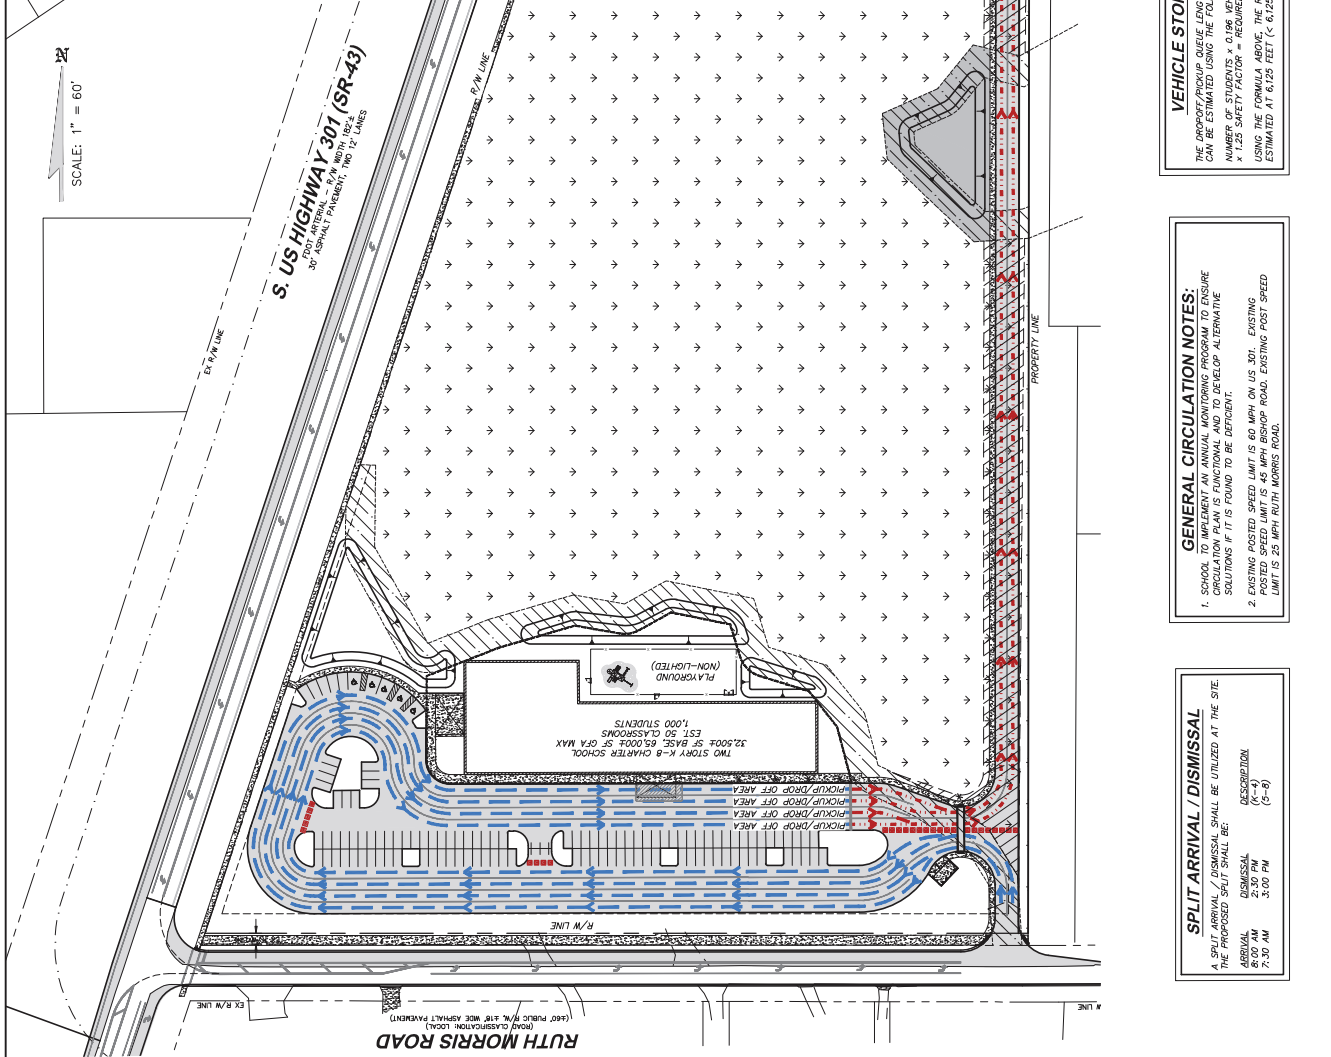 N
SCALE: 1" = 60'
S. US HIGHWAY 301 (SR-43)
FDOT ARTERIAL - R/W WIDTH 182'±
30' ASPHALT PAVEMENT, TWO 12' LANES
R/W LINE
EX R/W LINE
PROPERTY LINE
PLAYGROUND
(NON-LIGHTED)
TWO STORY K-8 CHARTER SCHOOL
32,500± SF BASE, 65,000± SF GFA MAX
EST. 50 CLASSROOMS
1,000 STUDENTS
PICKUP/DROP OFF AREA
PICKUP/DROP OFF AREA
PICKUP/DROP OFF AREA
PICKUP/DROP OFF AREA
R/W LINE
EX R/W LINE
W LINE
RUTH MORRIS ROAD
(ROAD CLASSIFICATION: LOCAL)
(±60' PUBLIC R/W, ±18' WIDE ASPHALT PAVEMENT)
VEHICLE STO
THE DROPOFF/PICKUP QUEUE LENG
CAN BE ESTIMATED USING THE FOL
NUMBER OF STUDENTS x 0.196 VEH
x 1.25 SAFETY FACTOR = REQUIRE
USING THE FORMULA ABOVE, THE R
ESTIMATED AT 6,125 FEET (< 6,125
GENERAL CIRCULATION NOTES:
1. SCHOOL TO IMPLEMENT AN ANNUAL MONITORING PROGRAM TO ENSURE
CIRCULATION PLAN IS FUNCTIONAL AND TO DEVELOP ALTERNATIVE
SOLUTIONS IF IT IS FOUND TO BE DEFICIENT.
2. EXISTING POSTED SPEED LIMIT IS 60 MPH ON US 301. EXISTING
POSTED SPEED LIMIT IS 45 MPH BISHOP ROAD. EXISTING POST SPEED
LIMIT IS 25 MPH RUTH MORRIS ROAD.
SPLIT ARRIVAL / DISMISSAL
A SPLIT ARRIVAL / DISMISSAL SHALL BE UTILIZED AT THE SITE.
THE PROPOSED SPLIT SHALL BE:
ARRIVAL DISMISSAL DESCRIPTION
8:00 AM 2:30 PM (K-4)
7:30 AM 3:00 PM (5-8)